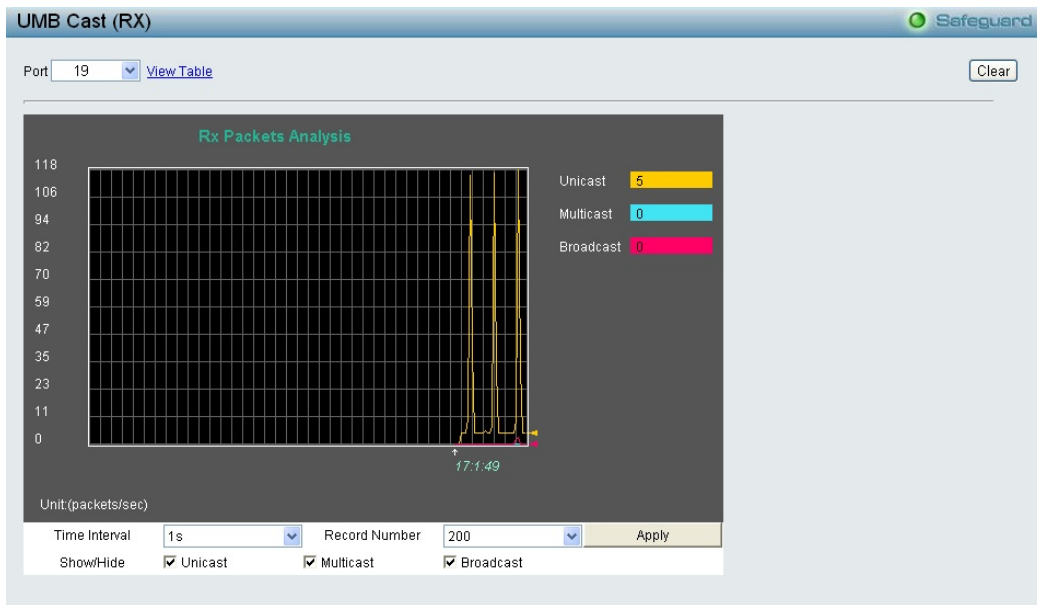 UMB Cast (RX)
Safeguard
Port 19 View Table
Clear
Rx Packets Analysis
118
106
94
82
70
59
47
35
23
11
0
Unicast 5
Multicast 0
Broadcast 0
17:1:49
Unit:(packets/sec)
Time Interval 1s Record Number 200 Apply
Show/Hide Unicast Multicast Broadcast